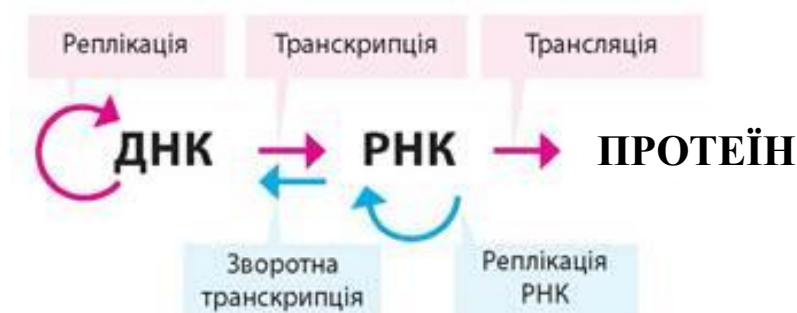 Реплікація
Транскрипція
Трансляція
ДНК
РНК
ПРОТЕЇН
Зворотна
транскрипція
Реплікація
РНК